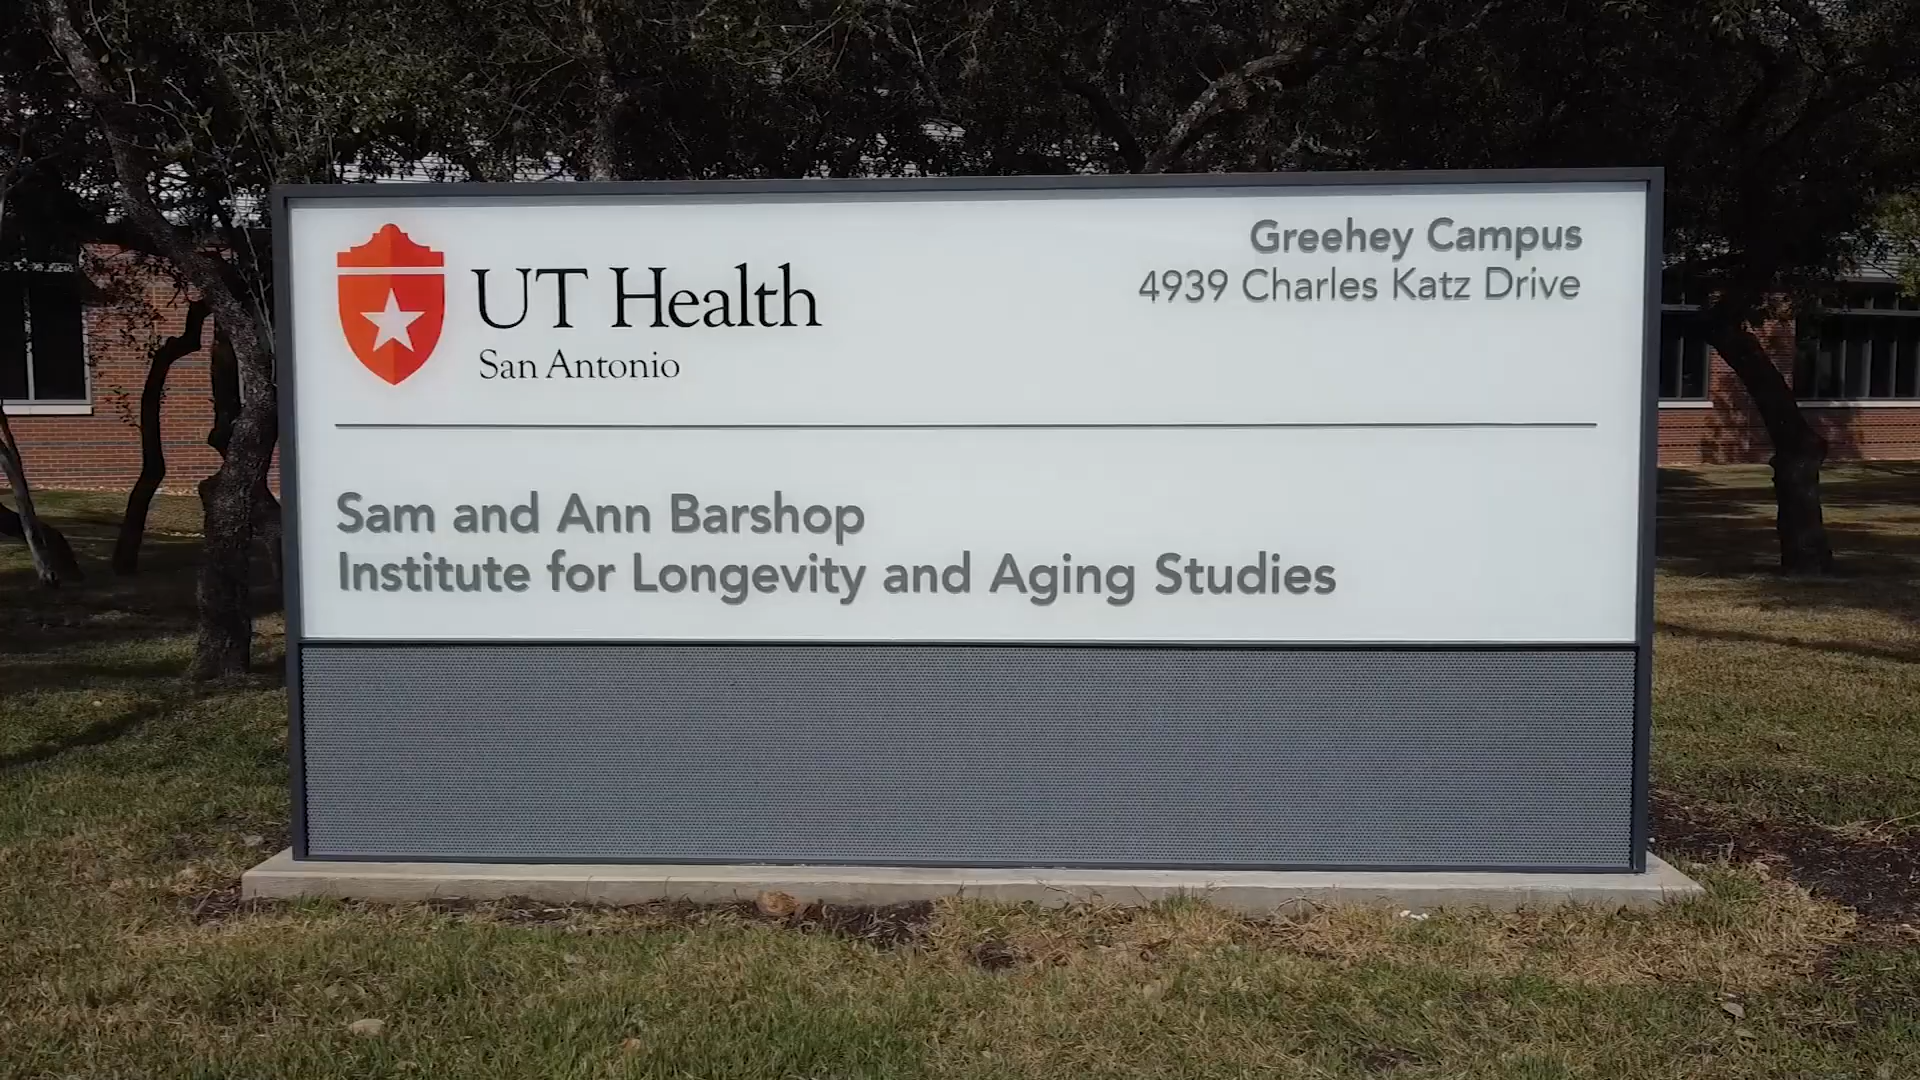 UT Health
San Antonio
Greehey Campus
4939 Charles Katz Drive
Sam and Ann Barshop
Institute for Longevity and Aging Studies